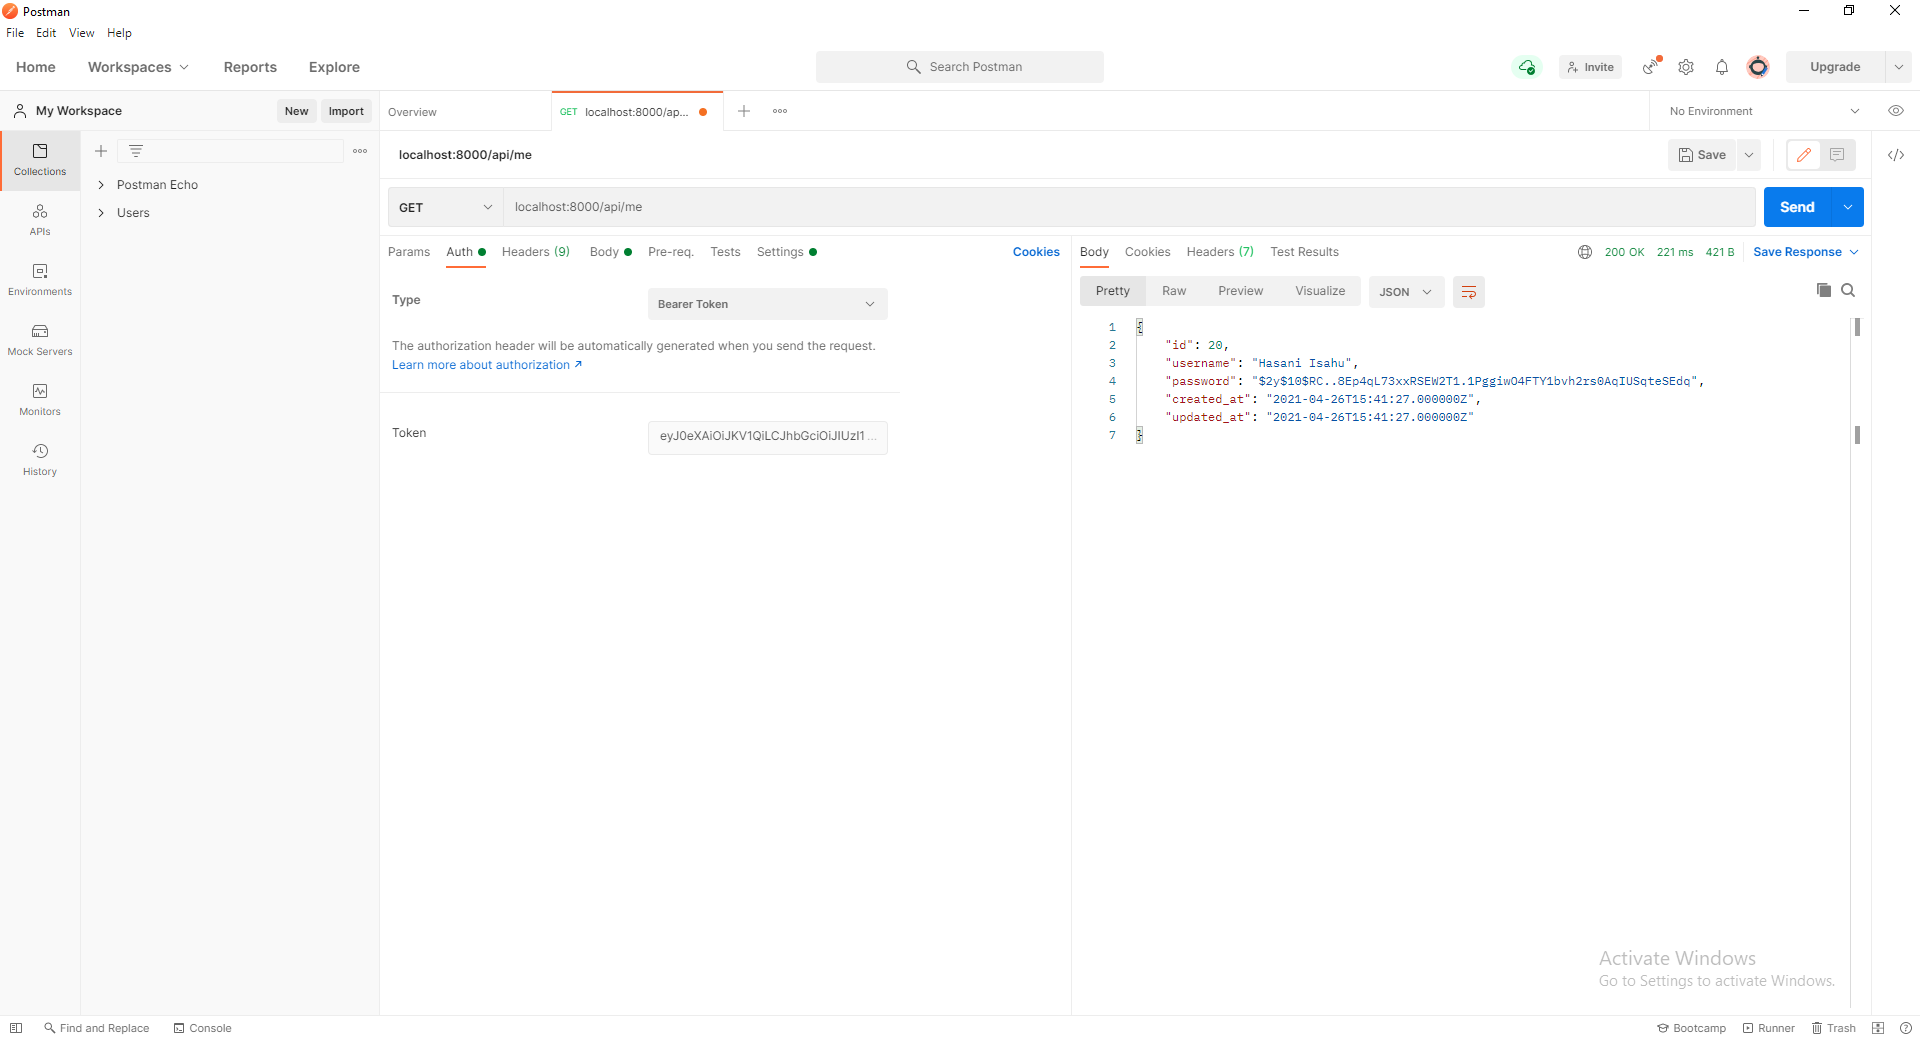 Postman
File Edit View Help
Home Workspaces Reports Explore
Search Postman
Invite
Upgrade
My Workspace New Import
Overview
GET localhost:8000/ap...
No Environment
Collections
APIs
Environments
Mock Servers
Monitors
History
Postman Echo
Users
localhost:8000/api/me
Save
GET localhost:8000/api/me
Send
Params Auth Headers (9) Body Pre-req. Tests Settings Cookies
Type
Bearer Token
The authorization header will be automatically generated when you send the request.
Learn more about authorization ↗
Token
eyJ0eXAiOiJKV1QiLCJhbGciOiJIUzI1 ...
Body Cookies Headers (7) Test Results
200 OK 221 ms 421 B Save Response
Pretty Raw Preview Visualize JSON
1 {
2 "id": 20,
3 "username": "Hasani Isahu",
4 "password": "$2y$10$RC..8Ep4qL73xxRSEW2T1.1PggiwO4FTY1bvh2rs0AqIUSqteSEdq",
5 "created_at": "2021-04-26T15:41:27.000000Z",
6 "updated_at": "2021-04-26T15:41:27.000000Z"
7 }
Activate Windows
Go to Settings to activate Windows.
Find and Replace Console
Bootcamp Runner Trash